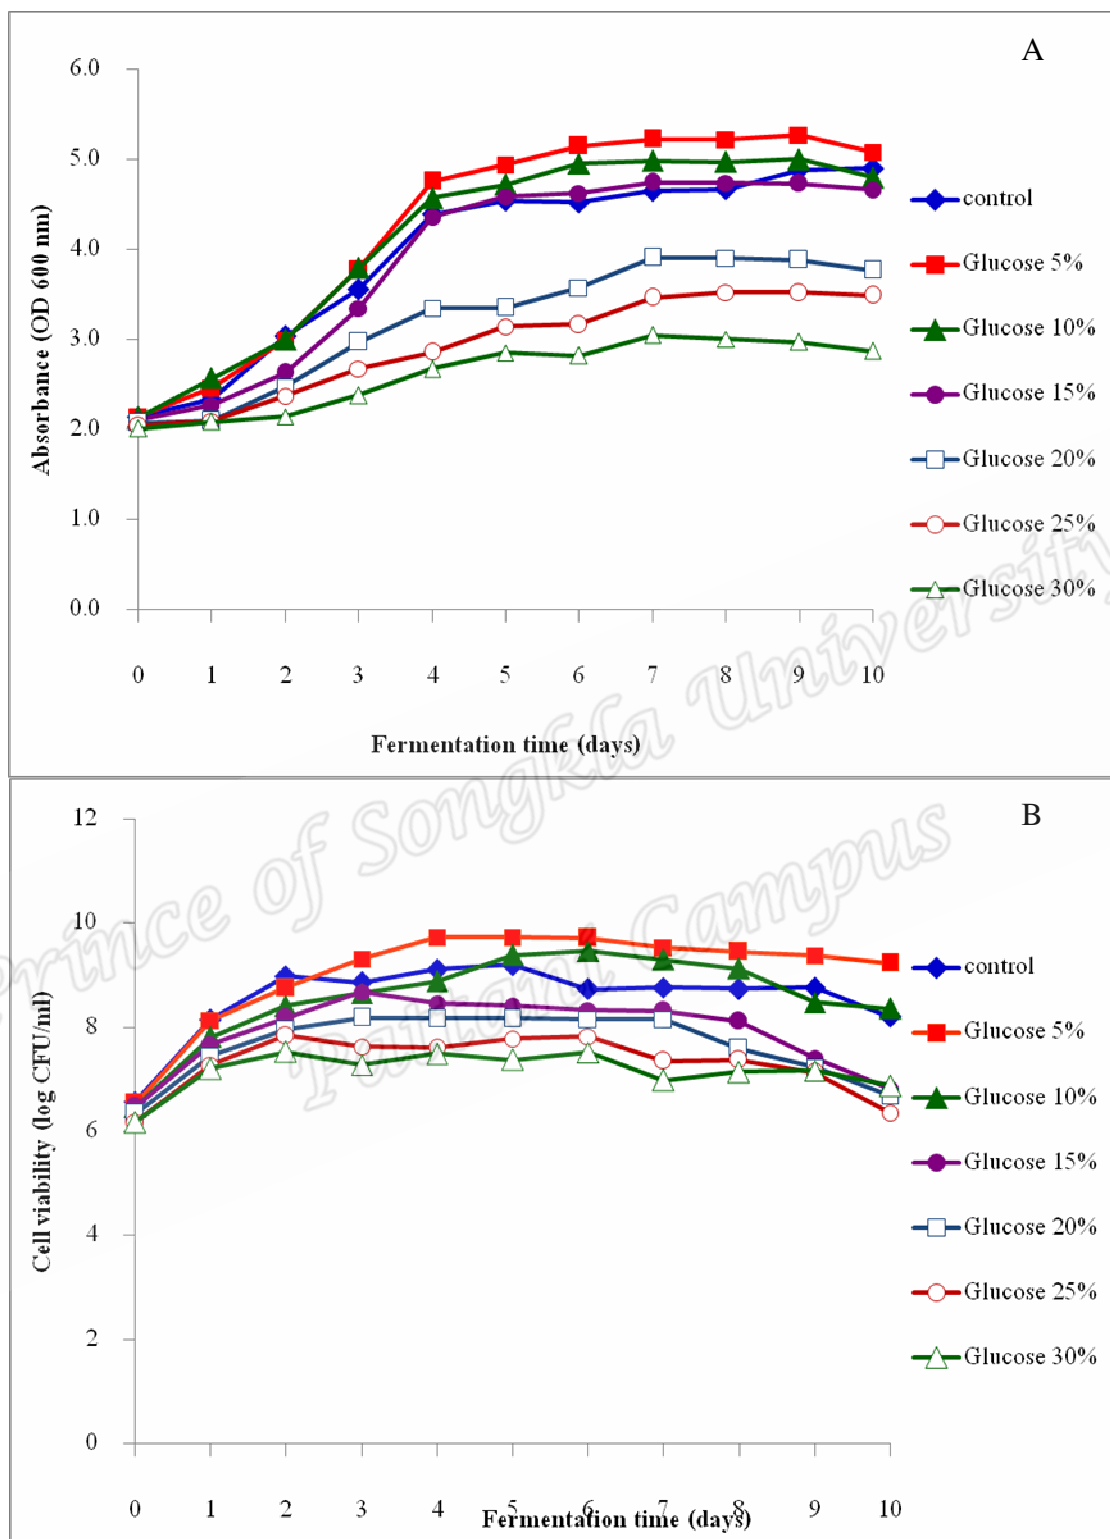 A
6.0
5.0
4.0
3.0
2.0
1.0
0.0
Absorbance (OD 600 nm)
0 1 2 3 4 5 6 7 8 9 10
Fermentation time (days)
control
Glucose 5%
Glucose 10%
Glucose 15%
Glucose 20%
Glucose 25%
Glucose 30%
B
12
10
8
6
4
2
0
Cell viability (log CFU/ml)
0 1 2 3 4 5 6 7 8 9 10
Fermentation time (days)
control
Glucose 5%
Glucose 10%
Glucose 15%
Glucose 20%
Glucose 25%
Glucose 30%
Prince of Songkla University
Pattani Campus